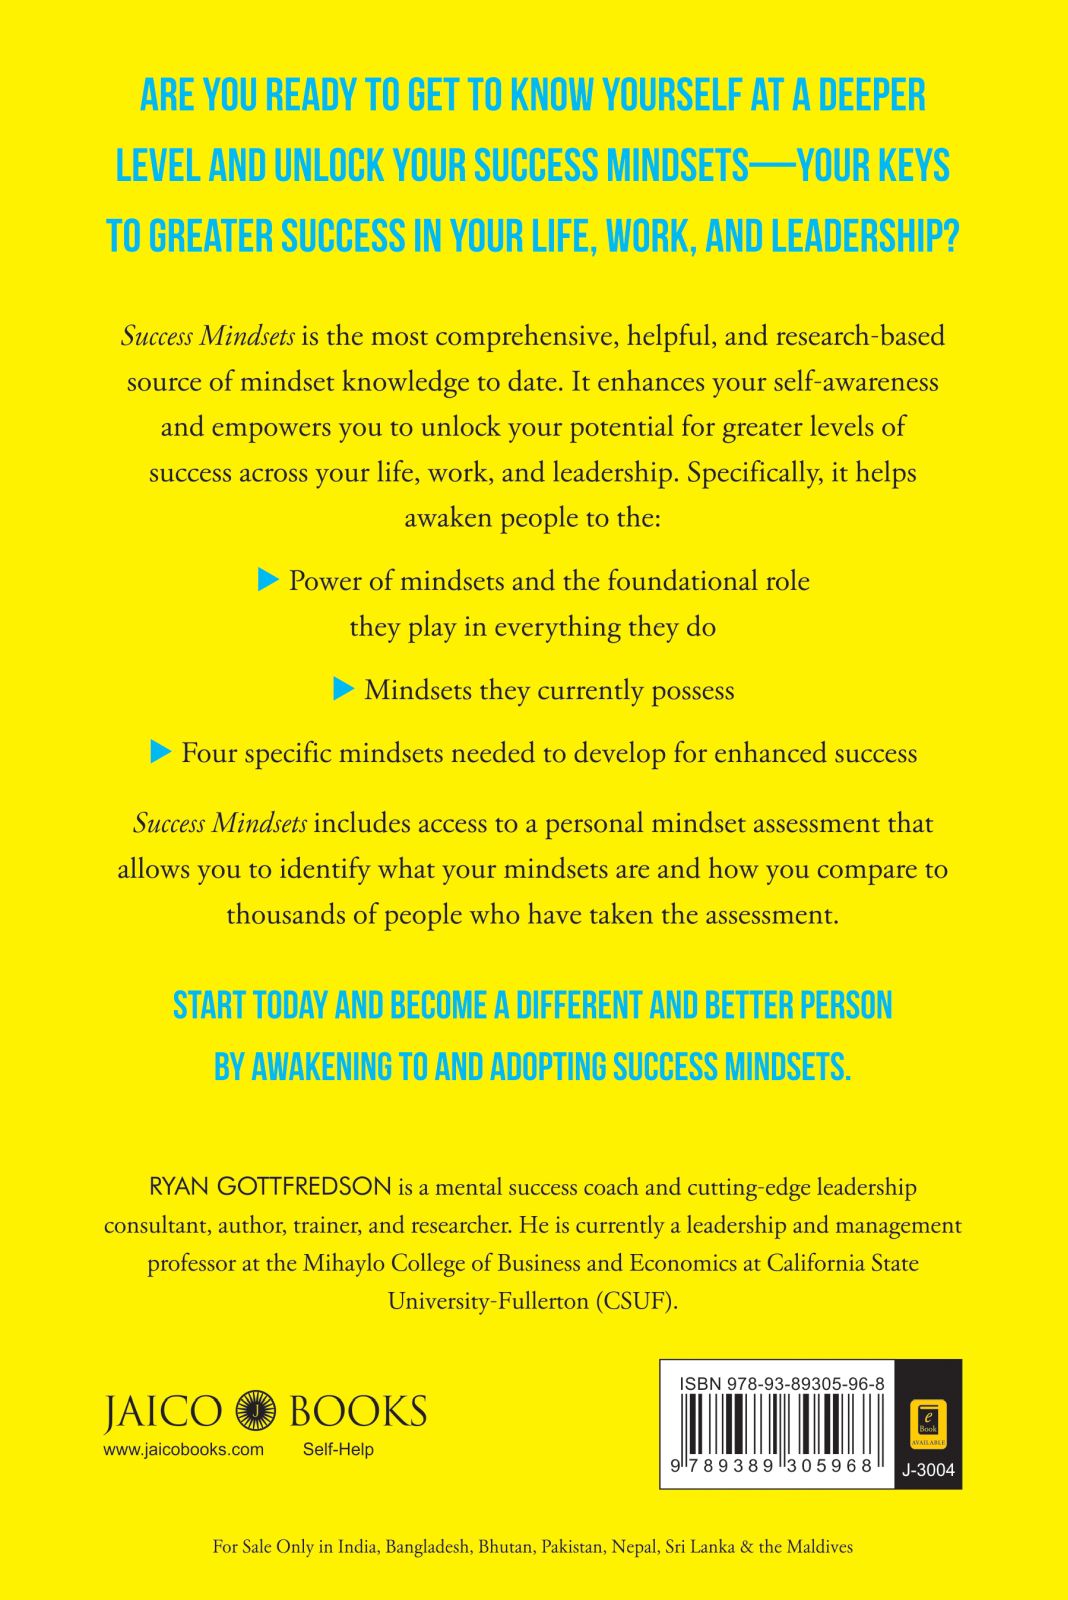 ARE YOU READY TO GET TO KNOW YOURSELF AT A DEEPER
LEVEL AND UNLOCK YOUR SUCCESS MINDSETS—YOUR KEYS
TO GREATER SUCCESS IN YOUR LIFE, WORK, AND LEADERSHIP?
Success Mindsets is the most comprehensive, helpful, and research-based
source of mindset knowledge to date. It enhances your self-awareness
and empowers you to unlock your potential for greater levels of
success across your life, work, and leadership. Specifically, it helps
awaken people to the:
▶ Power of mindsets and the foundational role
they play in everything they do
▶ Mindsets they currently possess
▶ Four specific mindsets needed to develop for enhanced success
Success Mindsets includes access to a personal mindset assessment that
allows you to identify what your mindsets are and how you compare to
thousands of people who have taken the assessment.
START TODAY AND BECOME A DIFFERENT AND BETTER PERSON
BY AWAKENING TO AND ADOPTING SUCCESS MINDSETS.
RYAN GOTTFREDSON is a mental success coach and cutting-edge leadership
consultant, author, trainer, and researcher. He is currently a leadership and management
professor at the Mihaylo College of Business and Economics at California State
University-Fullerton (CSUF).
JAICO J BOOKS
www.jaicobooks.com Self-Help
ISBN 978-93-89305-96-8
9 789389 305968
e
Book
AVAILABLE
J-3004
For Sale Only in India, Bangladesh, Bhutan, Pakistan, Nepal, Sri Lanka & the Maldives